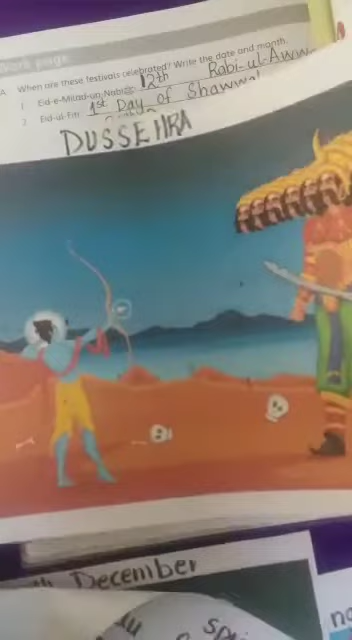 Work page
A When are these festivals celebrated? Write the date and month.
1 Eid-e-Milad-un-Nabi 12th Rabi-ul-Aww
2 Eid-ul-Fitr 1st Day of Shawwal
DUSSEHRA
December